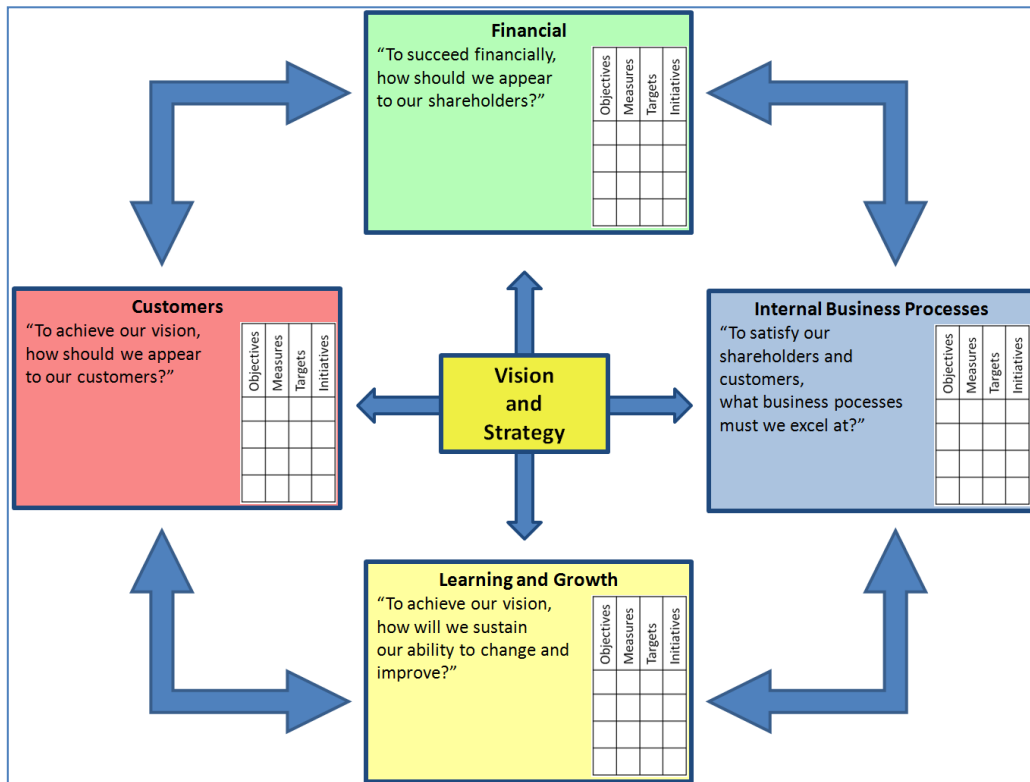 Financial
“To succeed financially,
how should we appear
to our shareholders?”
Objectives
Measures
Targets
Initiatives
Customers
“To achieve our vision,
how should we appear
to our customers?”
Objectives
Measures
Targets
Initiatives
Vision
and
Strategy
Internal Business Processes
“To satisfy our
shareholders and
customers,
what business pocesses
must we excel at?”
Objectives
Measures
Targets
Initiatives
Learning and Growth
“To achieve our vision,
how will we sustain
our ability to change and
improve?”
Objectives
Measures
Targets
Initiatives